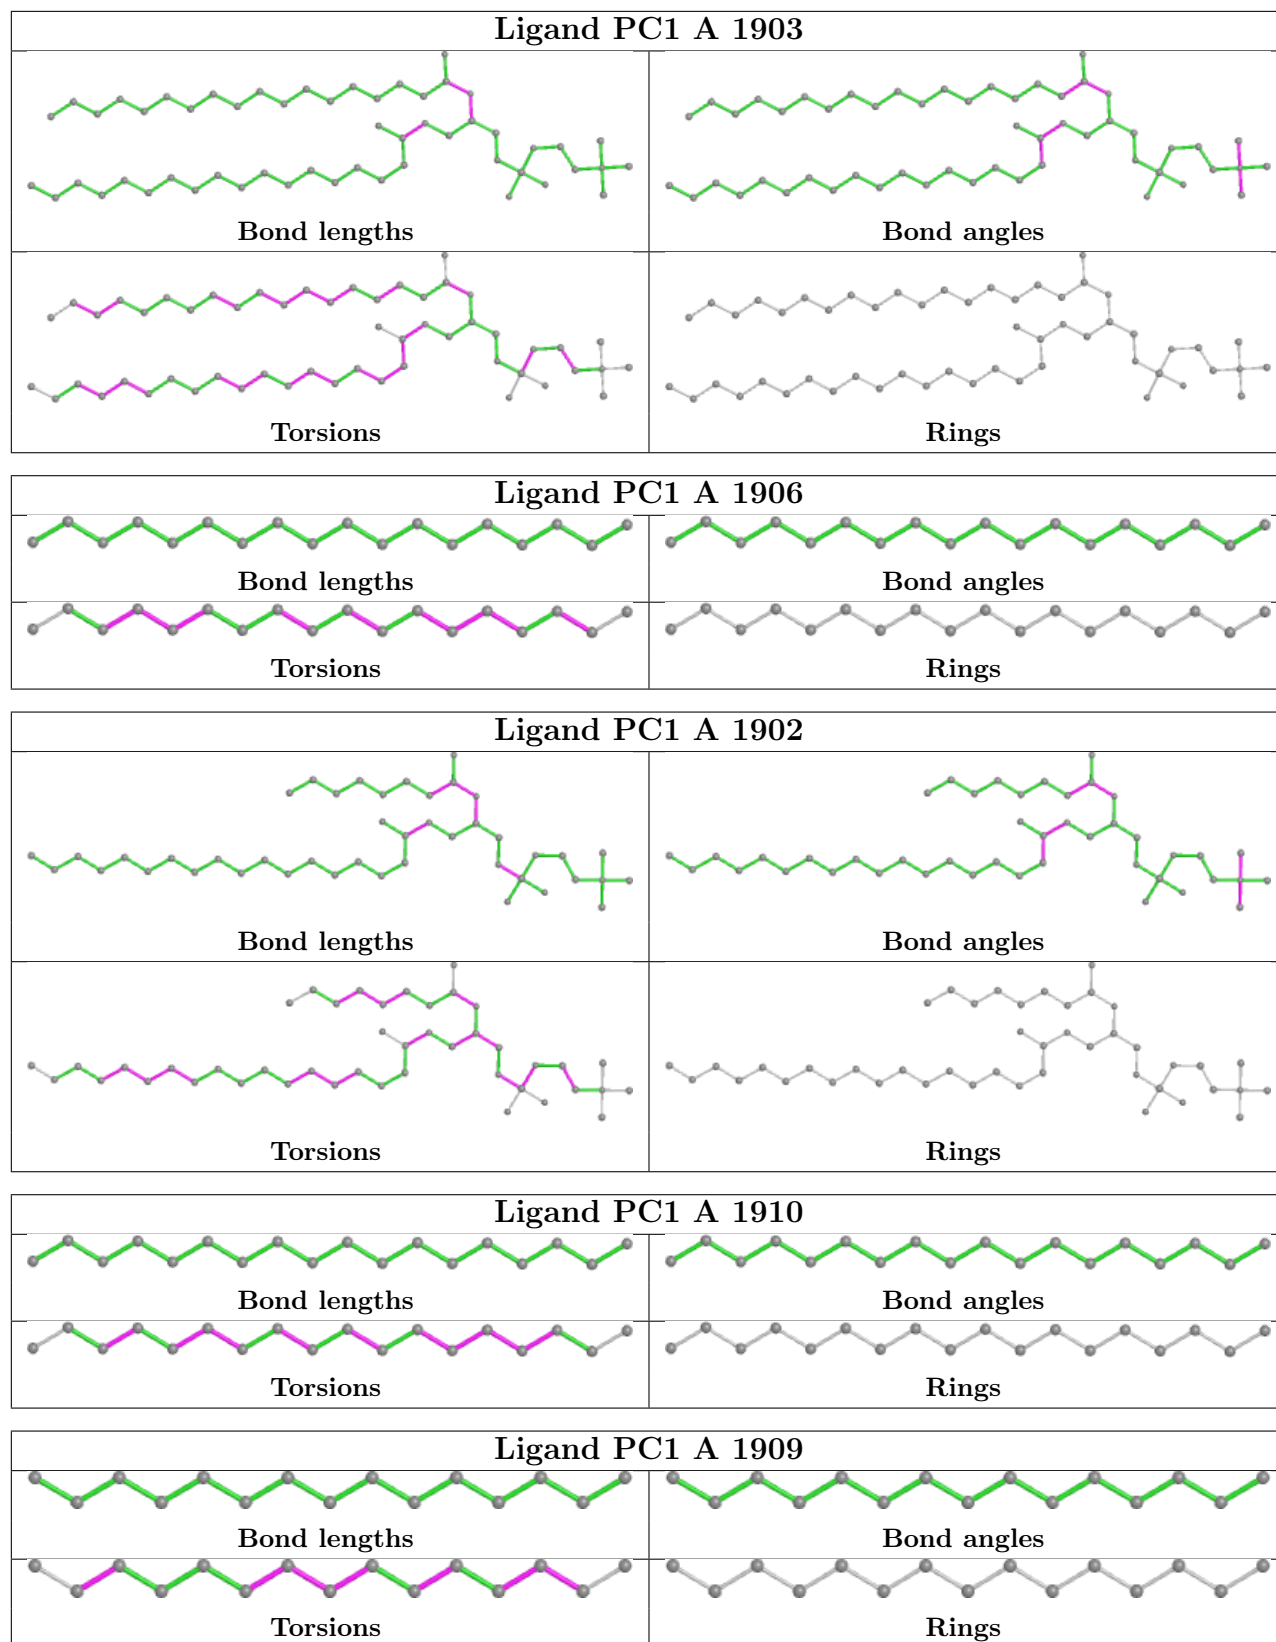 Ligand PC1 A 1903
Bond lengths
Bond angles
Torsions
Rings
Ligand PC1 A 1906
Bond lengths
Bond angles
Torsions
Rings
Ligand PC1 A 1902
Bond lengths
Bond angles
Torsions
Rings
Ligand PC1 A 1910
Bond lengths
Bond angles
Torsions
Rings
Ligand PC1 A 1909
Bond lengths
Bond angles
Torsions
Rings